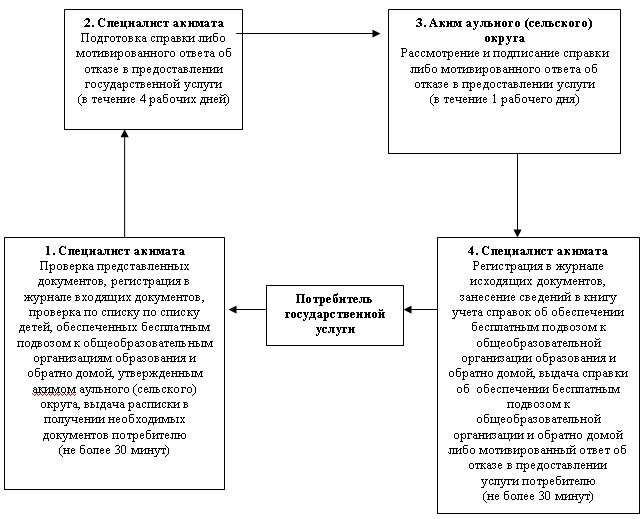 2. Специалист акимата
Подготовка справки либо
мотивированного ответа об
отказе в предоставлении
государственной услуги
(в течение 4 рабочих дней)
3. Аким аульного (сельского)
округа
Рассмотрение и подписание справки
либо мотивированного ответа об
отказе в предоставлении услуги
(в течение 1 рабочего дня)
1. Специалист акимата
Проверка представленных
документов, регистрация в
журнале входящих документов,
проверка по списку по списку
детей, обеспеченных бесплатным
подвозом к общеобразовательным
организациям образования и
обратно домой, утвержденным
акимом аульного (сельского)
округа, выдача расписки в
получении необходимых
документов потребителю
(не более 30 минут)
Потребитель
государственной
услуги
4. Специалист акимата
Регистрация в журнале
исходящих документов,
занесение сведений в книгу
учета справок об обеспечении
бесплатным подвозом к
общеобразовательной
организации образования и
обратно домой, выдача справки
об обеспечении бесплатным
подвозом к
общеобразовательной
организации и обратно домой
либо мотивированный ответ об
отказе в предоставлении
услуги потребителю
(не более 30 минут)